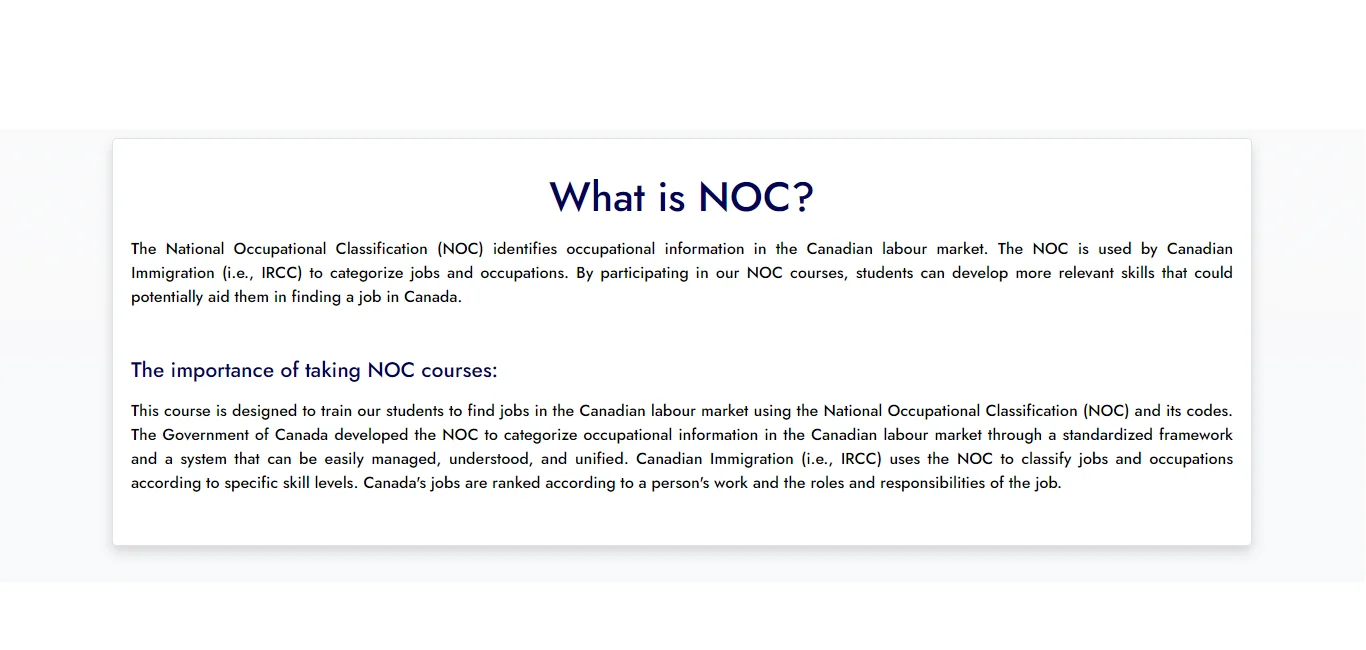 What is NOC?
The National Occupational Classification (NOC) identifies occupational information in the Canadian labour market. The NOC is used by Canadian
Immigration (i.e., IRCC) to categorize jobs and occupations. By participating in our NOC courses, students can develop more relevant skills that could
potentially aid them in finding a job in Canada.
The importance of taking NOC courses:
This course is designed to train our students to find jobs in the Canadian labour market using the National Occupational Classification (NOC) and its codes.
The Government of Canada developed the NOC to categorize occupational information in the Canadian labour market through a standardized framework
and a system that can be easily managed, understood, and unified. Canadian Immigration (i.e., IRCC) uses the NOC to classify jobs and occupations
according to specific skill levels. Canada's jobs are ranked according to a person's work and the roles and responsibilities of the job.